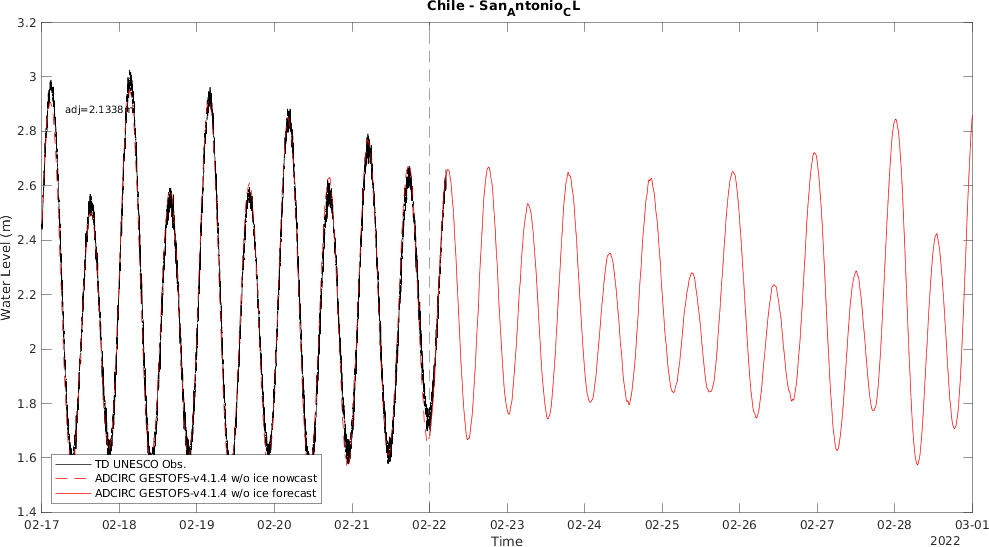 Chile - SanAntonioCL
3.2
3
2.8
2.6
2.4
2.2
2
1.8
1.6
1.4
Water Level (m)
adj=2.1338 m
TD UNESCO Obs.
ADCIRC GESTOFS-v4.1.4 w/o ice nowcast
ADCIRC GESTOFS-v4.1.4 w/o ice forecast
02-17 02-18 02-19 02-20 02-21 02-22 02-23 02-24 02-25 02-26 02-27 02-28 03-01
Time
2022